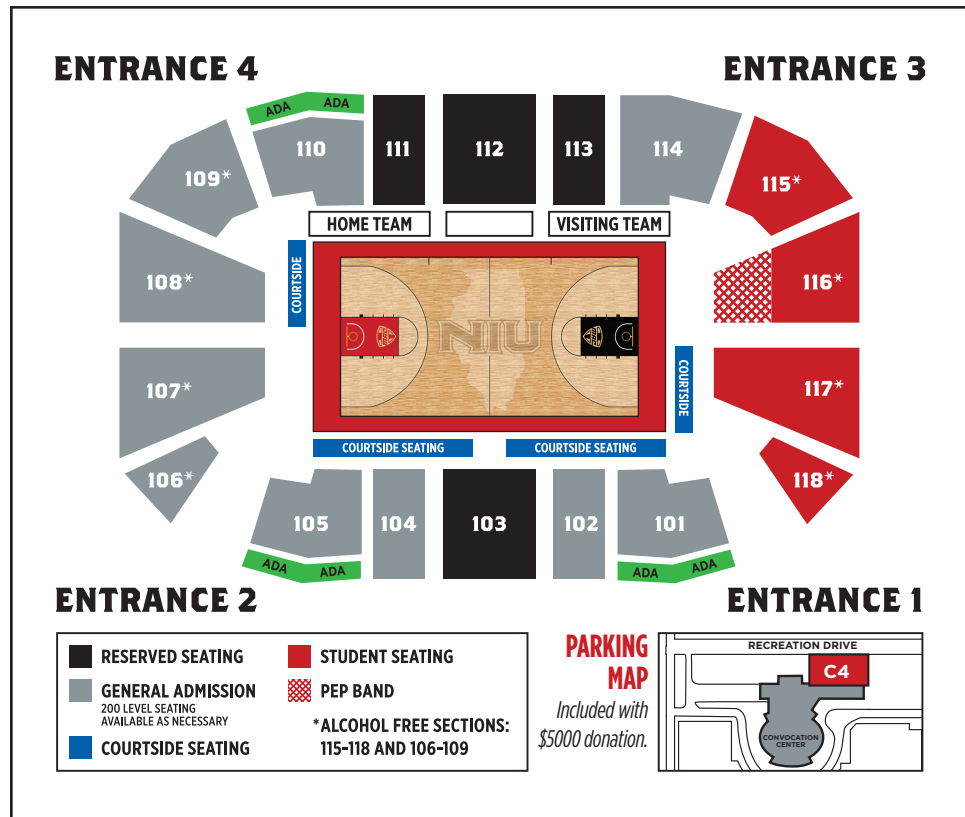 ENTRANCE 4
ENTRANCE 3
ADA ADA
109*
110
111
112
113
114
115*
HOME TEAM
VISITING TEAM
108*
COURTSIDE
116*
NIU
107*
COURTSIDE
117*
COURTSIDE SEATING
COURTSIDE SEATING
106*
118*
105
104
103
102
101
ADA ADA
ADA ADA
ENTRANCE 2
ENTRANCE 1
RESERVED SEATING
GENERAL ADMISSION
200 LEVEL SEATING
AVAILABLE AS NECESSARY
COURTSIDE SEATING
STUDENT SEATING
PEP BAND
*ALCOHOL FREE SECTIONS:
115-118 AND 106-109
PARKING
MAP
Included with
$5000 donation.
RECREATION DRIVE
C4
CONVOCATION
CENTER